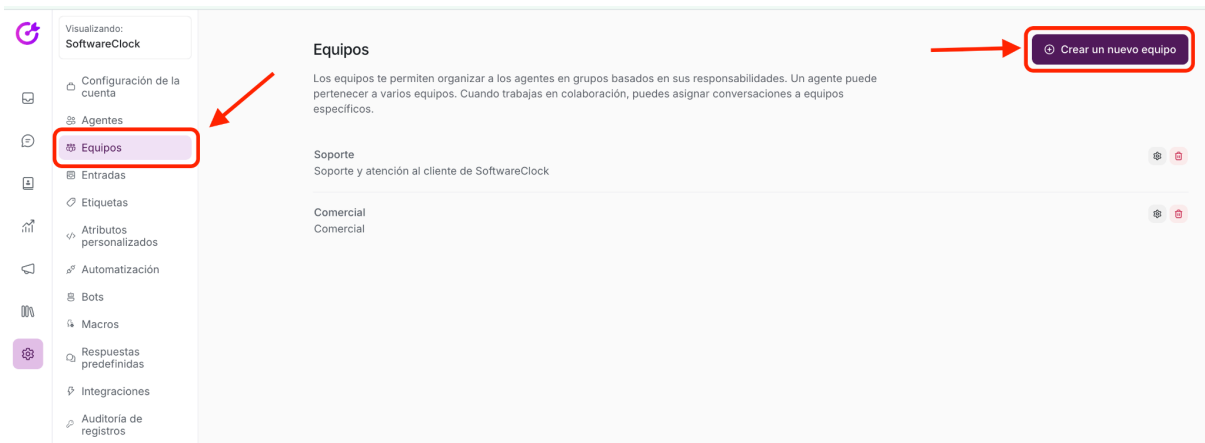 Visualizando:
SoftwareClock
Configuración de la
cuenta
Agentes
Equipos
Entradas
Etiquetas
Atributos
personalizados
Automatización
Bots
Macros
Respuestas
predefinidas
Integraciones
Auditoría de
registros
Equipos
Crear un nuevo equipo
Los equipos te permiten organizar a los agentes en grupos basados en sus responsabilidades. Un agente puede
pertenecer a varios equipos. Cuando trabajas en colaboración, puedes asignar conversaciones a equipos
específicos.
Soporte
Soporte y atención al cliente de SoftwareClock
Comercial
Comercial